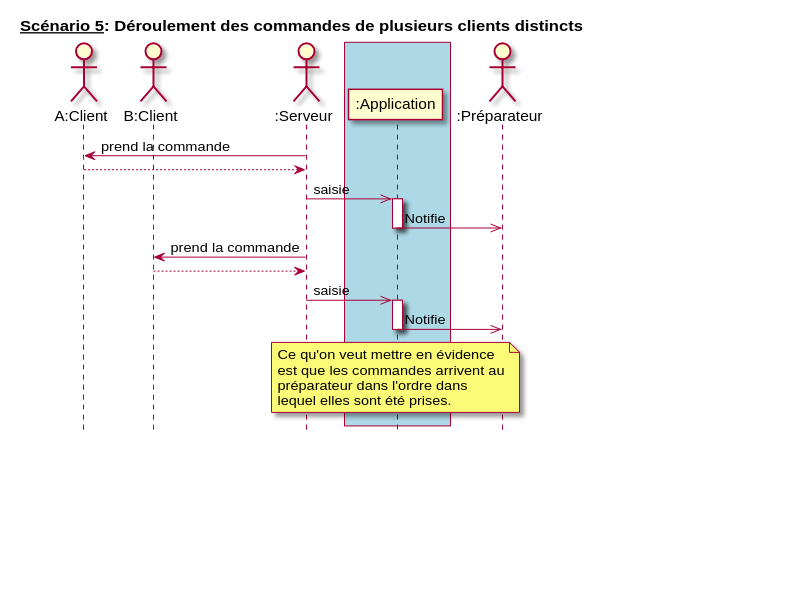 Scénario 5: Déroulement des commandes de plusieurs clients distincts
A:Client B:Client :Serveur :Application :Préparateur
prend la commande
saisie
Notifie
prend la commande
saisie
Notifie
Ce qu'on veut mettre en évidence
est que les commandes arrivent au
préparateur dans l'ordre dans
lequel elles sont été prises.